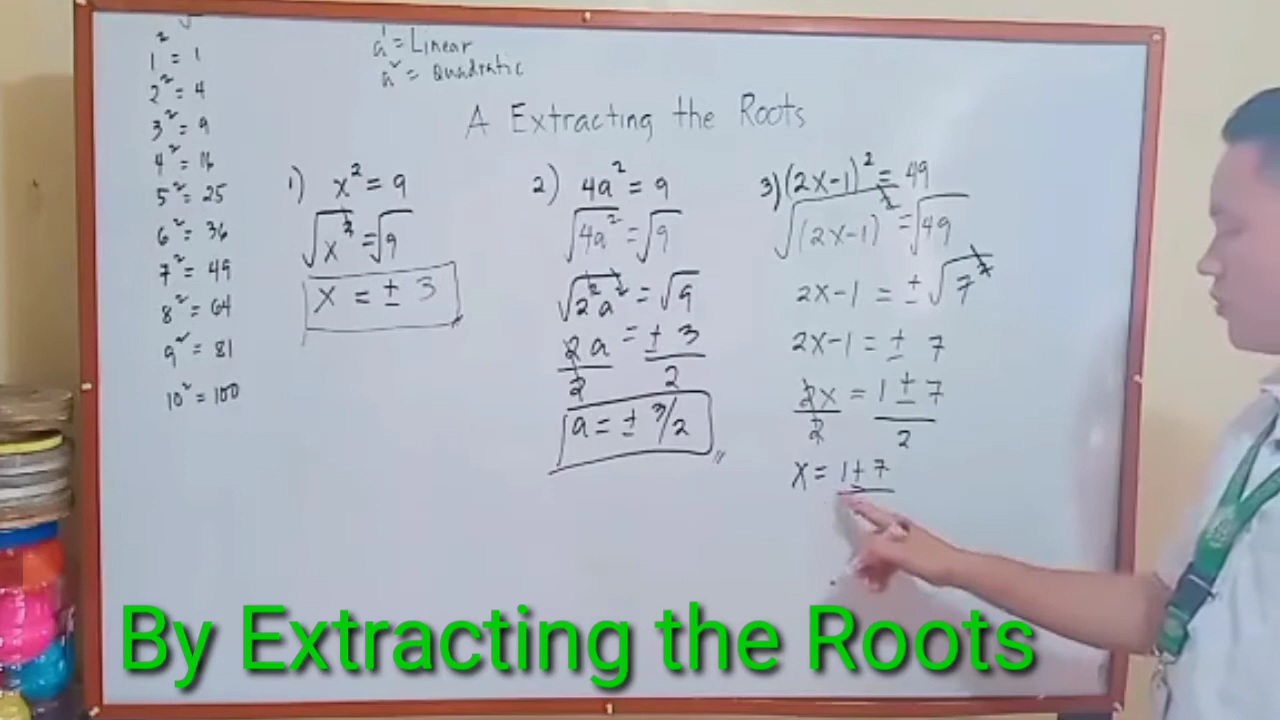 1² = 1
2² = 4
3² = 9
4² = 16
5² = 25
6² = 36
7² = 49
8² = 64
9² = 81
10² = 100
a¹ = Linear
a² = Quadratic
A Extracting the Roots
1) x² = 9
√x² = √9
x = ± 3
2) 4a² = 9
√4a² = √9
√2²a² = √9
2a = ± 3
2 2
a = ± 3/2
3) (2x-1)² = 49
√(2x-1)² = √49
2x-1 = ± √7²
2x-1 = ± 7
2x = 1 ± 7
2 2
x = 1 ± 7
By Extracting the Roots